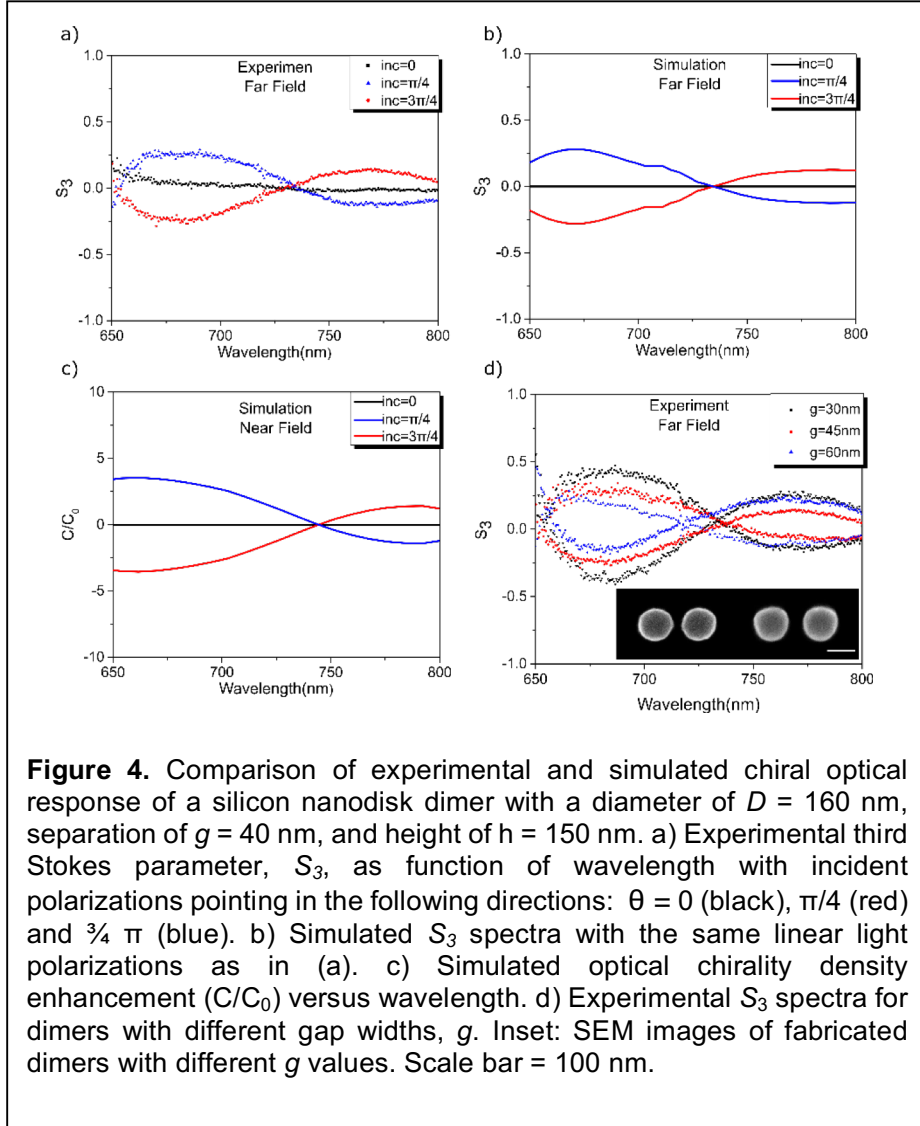 a)
1.0
0.5
0.0
-0.5
-1.0
S3
Experimen
Far Field
inc=0
inc=π/4
inc=3π/4
650
700
750
800
Wavelength(nm)
b)
1.0
0.5
0.0
-0.5
-1.0
S3
Simulation
Far Field
inc=0
inc=π/4
inc=3π/4
650
700
750
800
Wavelength(nm)
c)
10
5
0
-5
-10
C/C0
Simulation
Near Field
inc=0
inc=π/4
inc=3π/4
650
700
750
800
Wavelength(nm)
d)
1.0
0.5
0.0
-0.5
-1.0
S3
Experiment
Far Field
g=30nm
g=45nm
g=60nm
650
700
750
800
Wavelength(nm)
Figure 4. Comparison of experimental and simulated chiral optical
response of a silicon nanodisk dimer with a diameter of D = 160 nm,
separation of g = 40 nm, and height of h = 150 nm. a) Experimental third
Stokes parameter, S3, as function of wavelength with incident
polarizations pointing in the following directions: θ = 0 (black), π/4 (red)
and ¾ π (blue). b) Simulated S3 spectra with the same linear light
polarizations as in (a). c) Simulated optical chirality density
enhancement (C/C0) versus wavelength. d) Experimental S3 spectra for
dimers with different gap widths, g. Inset: SEM images of fabricated
dimers with different g values. Scale bar = 100 nm.